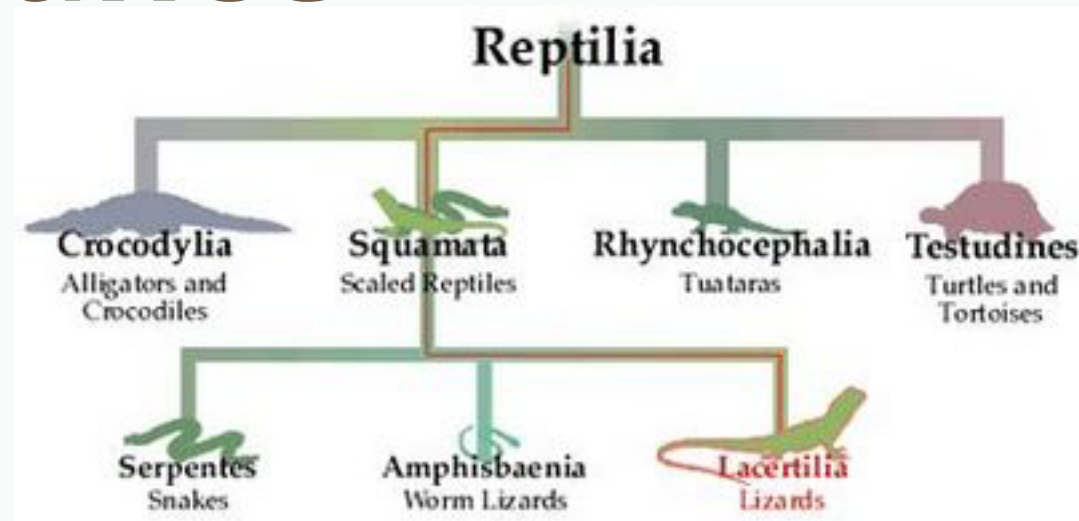 Reptilia
Crocodylia
Alligators and
Crocodiles
Squamata
Scaled Reptiles
Rhynchocephalia
Tuataras
Testudines
Turtles and
Tortoises
Serpentes
Snakes
Amphisbaenia
Worm Lizards
Lacertilia
Lizards